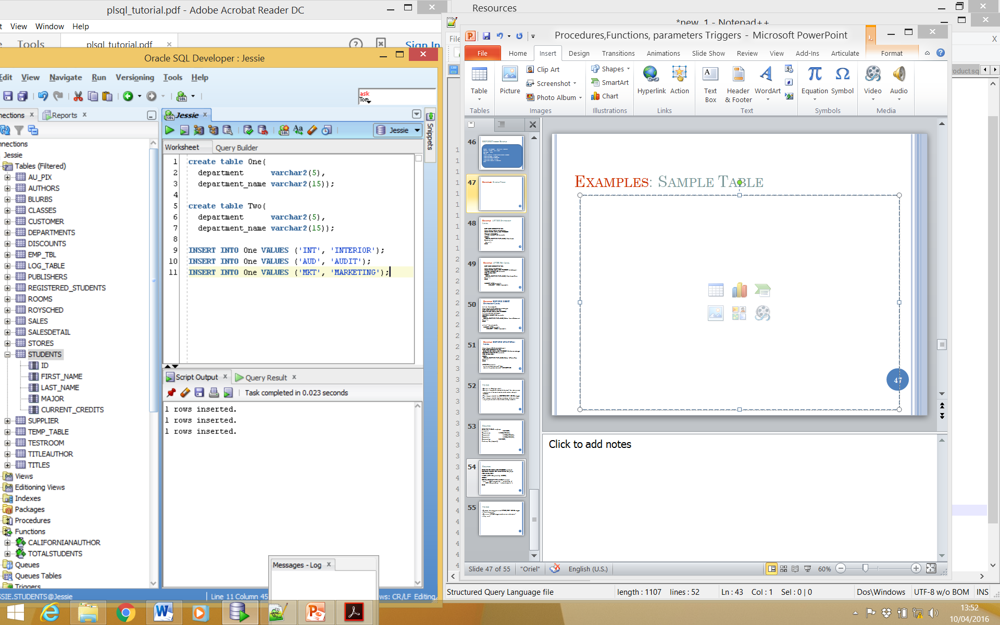 plsql_tutorial.pdf - Adobe Acrobat Reader DC
View Window Help
Tools
plsql_tutorial.pdf
Sign In
Resources
*new 1 - Notepad++
File
Oracle SQL Developer : Jessie
Edit View Navigate Run Versioning Tools Help
ask
Tom
Reports
Jessie
Jessie
Snippets
Worksheet
Query Builder
Jessie
Tables (Filtered)
AU_PIX
AUTHORS
BLURBS
CLASSES
CUSTOMER
DEPARTMENTS
DISCOUNTS
EMP_TBL
LOG_TABLE
PUBLISHERS
REGISTERED_STUDENTS
ROOMS
ROYSCHED
SALES
SALESDETAIL
STORES
STUDENTS
ID
FIRST_NAME
LAST_NAME
MAJOR
CURRENT_CREDITS
SUPPLIER
TEMP_TABLE
TESTROOM
TITLEAUTHOR
TITLES
Views
Editioning Views
Indexes
Packages
Procedures
Functions
CALIFORNIANAUTHOR
TOTALSTUDENTS
Queues
Queues Tables
Triggers
1 create table One(
2 department varchar2(5),
3 department_name varchar2(15));
4
5 create table Two(
6 department varchar2(5),
7 department_name varchar2(15));
8
9 INSERT INTO One VALUES ('INT', 'INTERIOR');
10 INSERT INTO One VALUES ('AUD', 'AUDIT');
11 INSERT INTO One VALUES ('MKT', 'MARKETING');
Script Output
Query Result
Task completed in 0.023 seconds
1 rows inserted.
1 rows inserted.
1 rows inserted.
Messages - Log
SSIE.STUDENTS@Jessie
Line 11 Column 45
ws: CR/LF Editing
Procedures,Functions, parameters Triggers - Microsoft PowerPoint
File Home Insert Design Transitions Animations Slide Show Review View Add-Ins Articulate Format
Table
Picture
Clip Art
Screenshot
Photo Album
Shapes
SmartArt
Chart
Hyperlink Action
Text Box
Header & Footer
WordArt
Equation Symbol
Video Audio
Tables
Images
Illustrations
Links
Text
Symbols
Media
oduct.sq
46
47
48
49
50
51
52
53
54
55
EXAMPLES: SAMPLE TABLE
47
Click to add notes
Slide 47 of 55
"Oriel"
English (U.S.)
60%
Structured Query Language file
length : 1107 lines : 52
Ln : 43 Col : 1 Sel : 0 | 0
Dos\Windows
UTF-8 w/o BOM
INS
13:52
10/04/2016